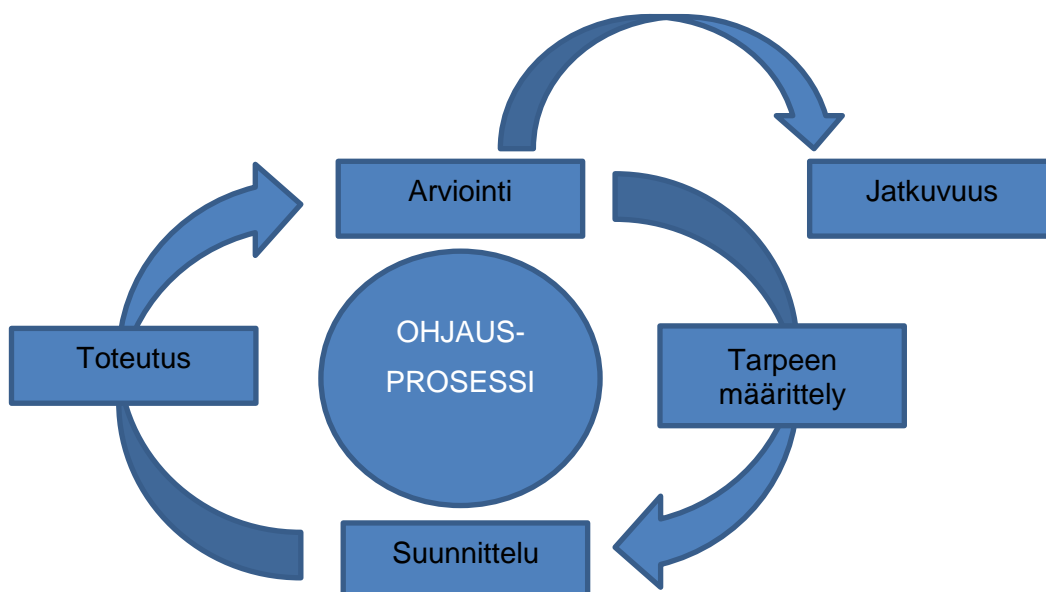 Arviointi
Jatkuvuus
OHJAUS-
PROSESSI
Toteutus
Tarpeen
määrittely
Suunnittelu